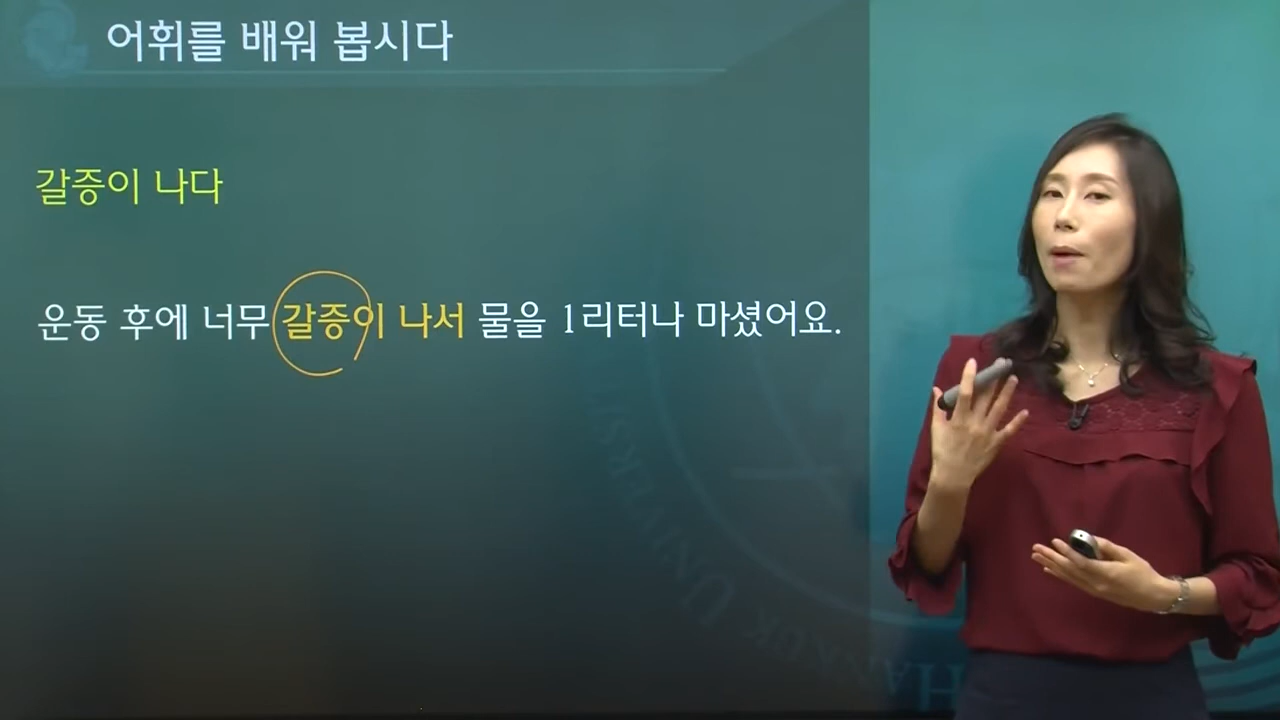 어휘를 배워 봅시다
갈증이 나다
운동 후에 너무 갈증이 나서 물을 1리터나 마셨어요.